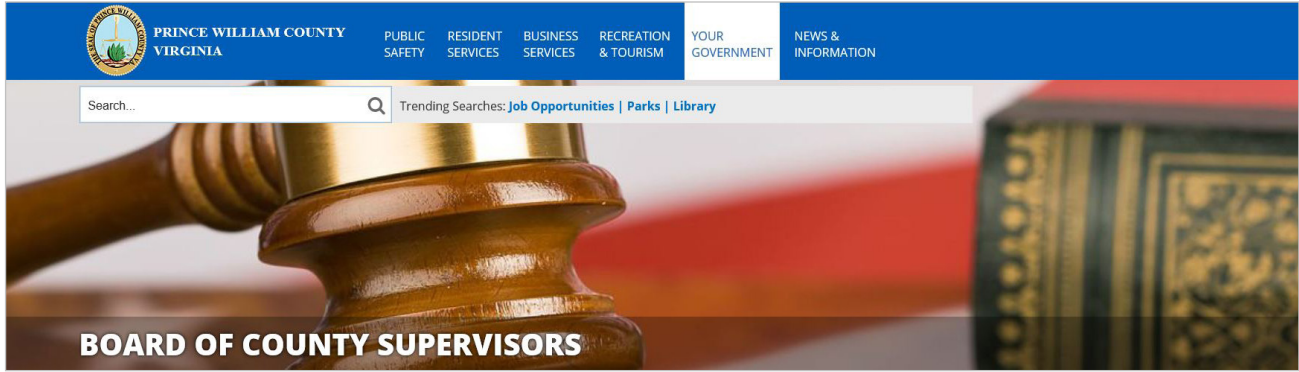 PRINCE WILLIAM COUNTY
VIRGINIA
PUBLIC
SAFETY
RESIDENT
SERVICES
BUSINESS
SERVICES
RECREATION
& TOURISM
YOUR
GOVERNMENT
NEWS &
INFORMATION
Search...
Trending Searches: Job Opportunities | Parks | Library
BOARD OF COUNTY SUPERVISORS